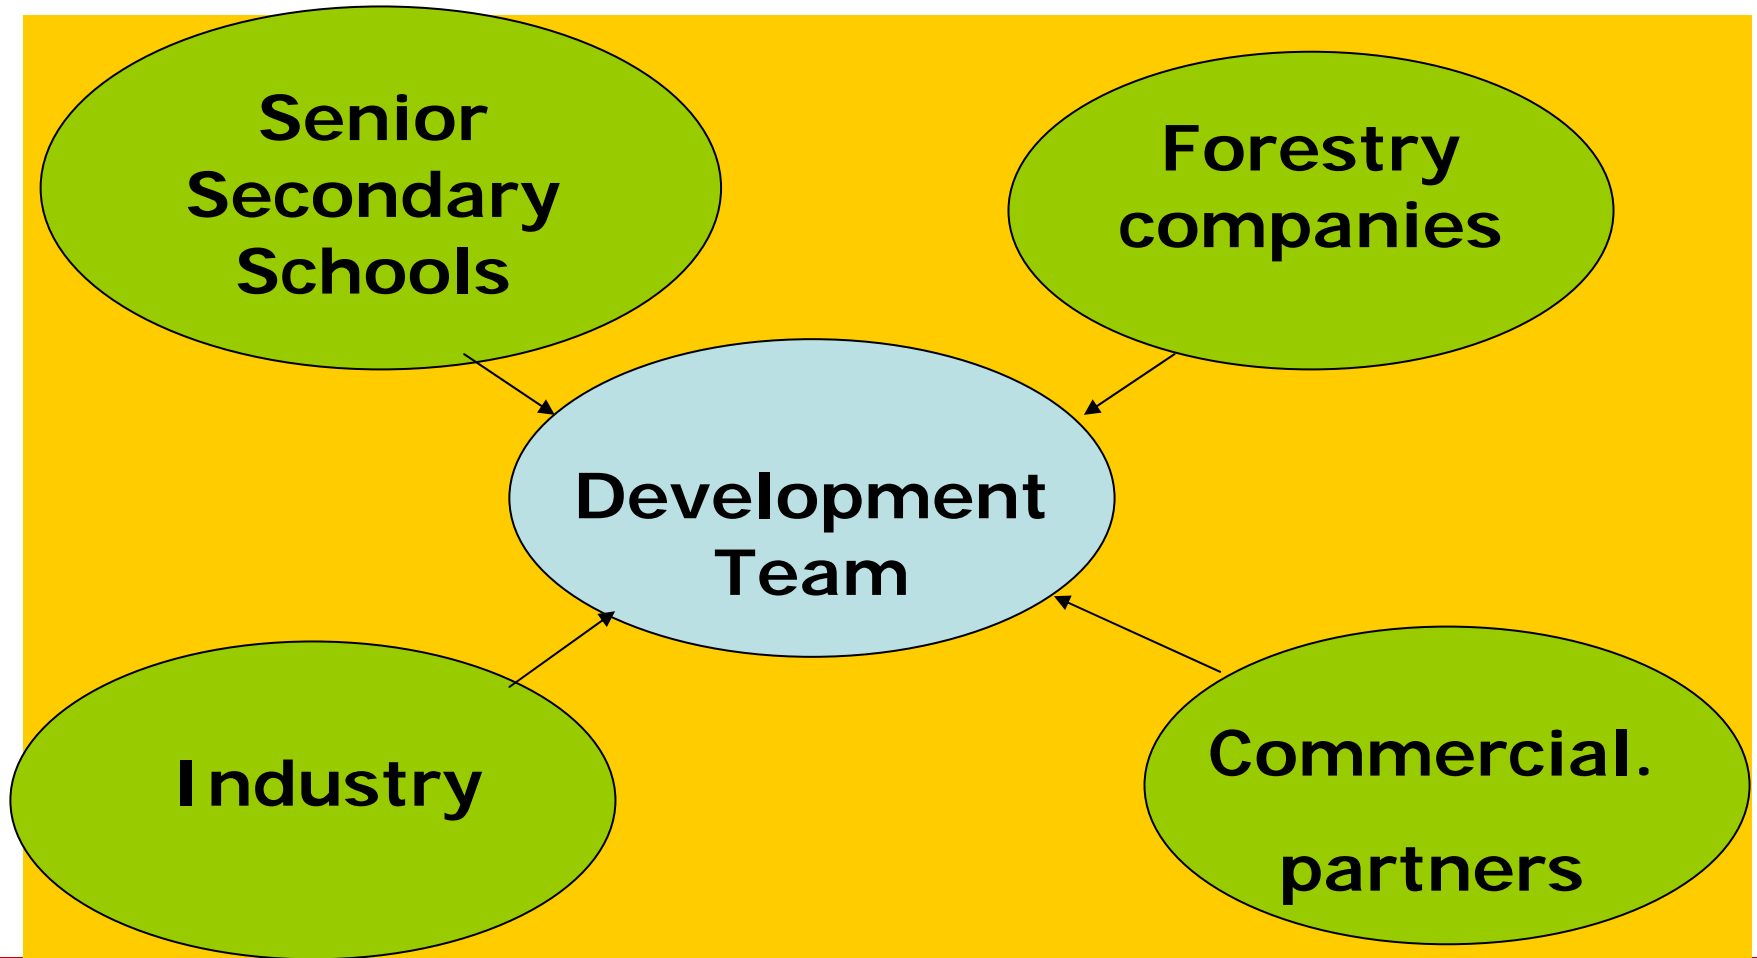 Senior
Secondary
Schools
Forestry
companies
Development
Team
Industry
Commercial.
partners